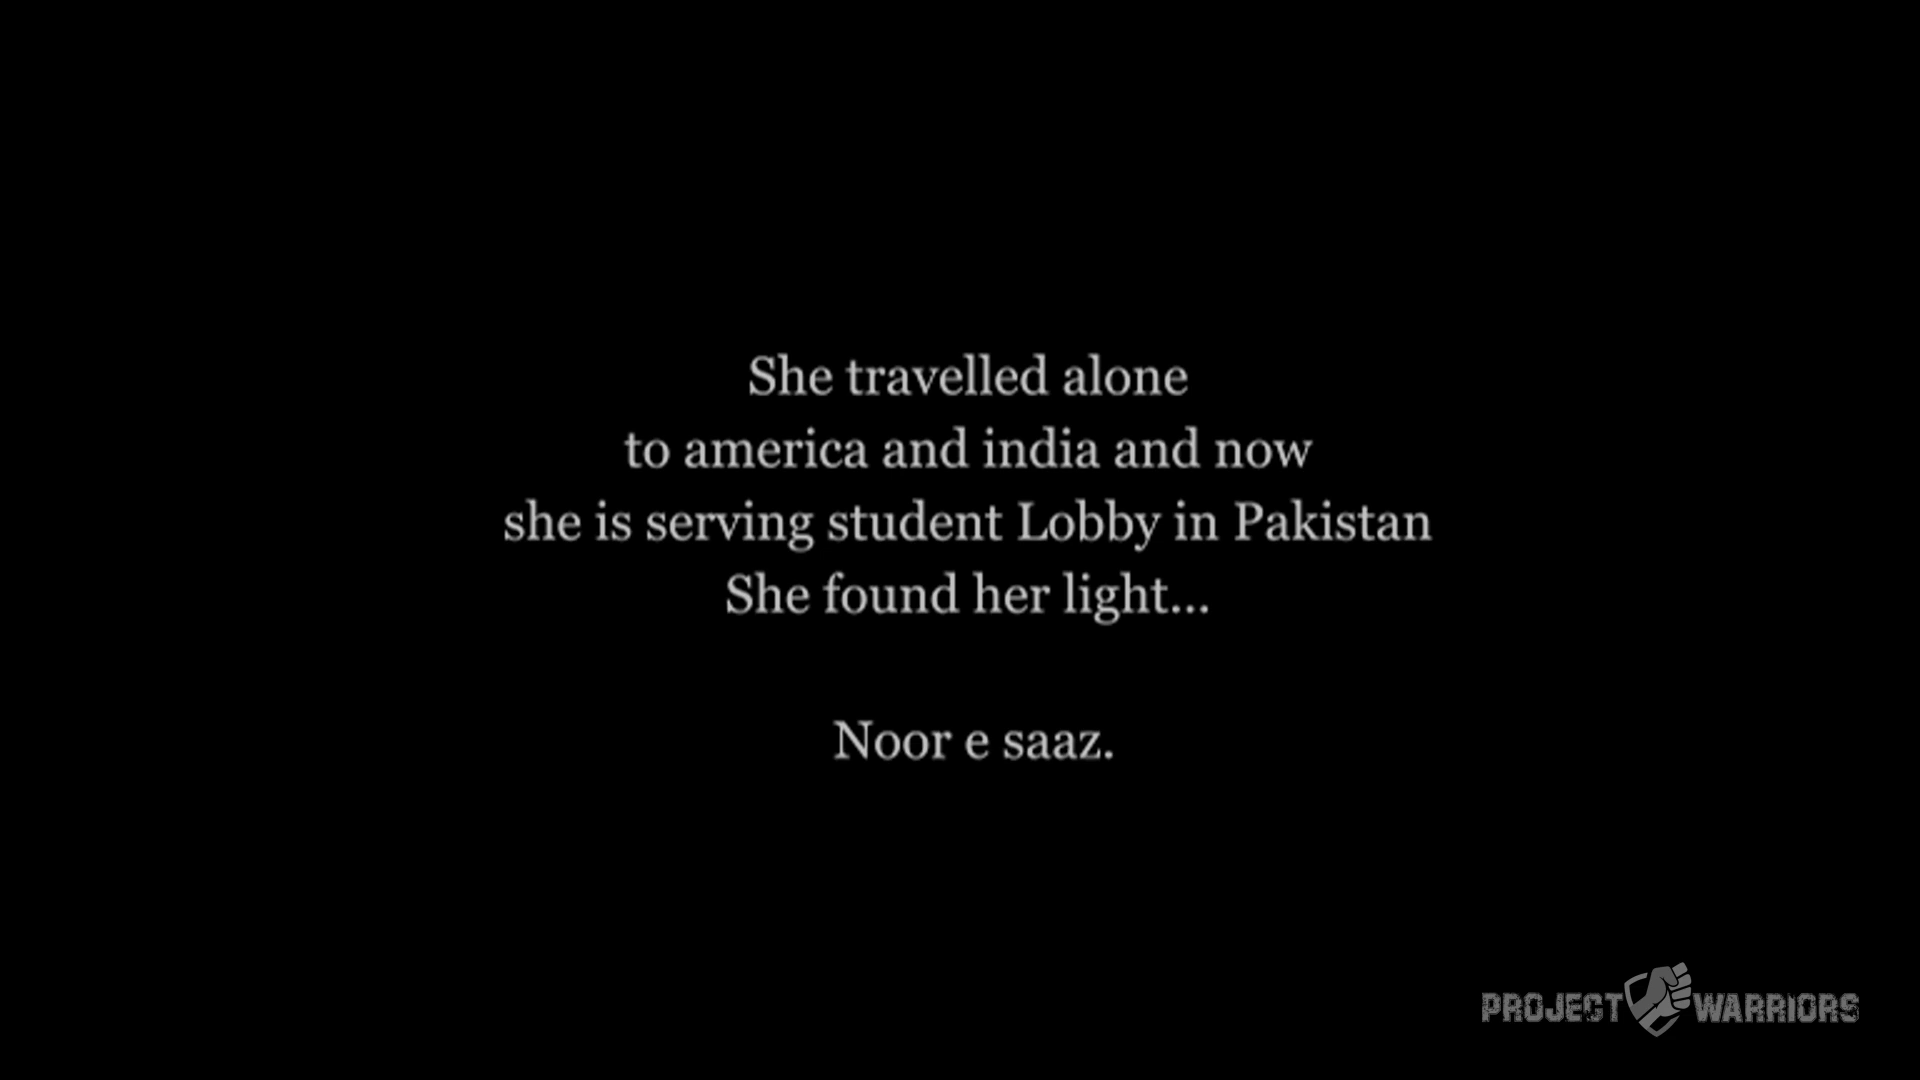 She travelled alone
to america and india and now
she is serving student Lobby in Pakistan
She found her light...
Noor e saaz.
PROJECT WARRIORS